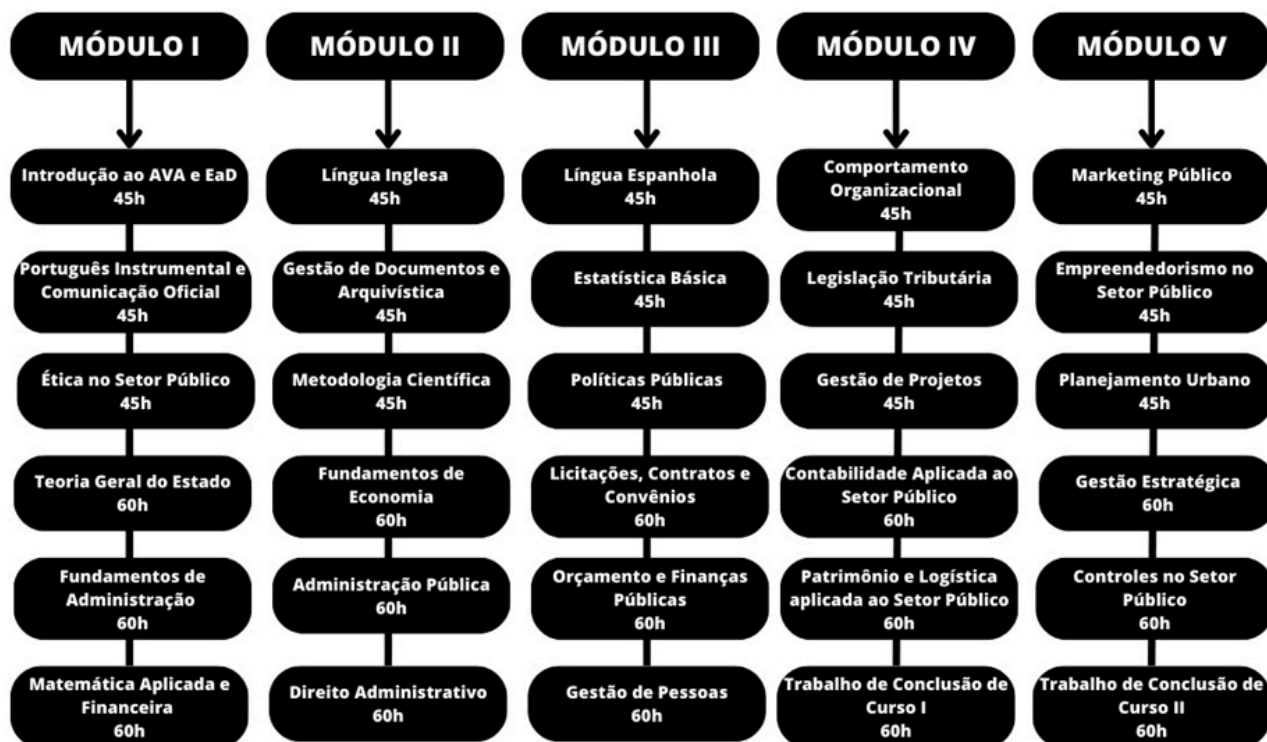 MÓDULO I
Introdução ao AVA e EaD
45h
Português Instrumental e
Comunicação Oficial
45h
Ética no Setor Público
45h
Teoria Geral do Estado
60h
Fundamentos de
Administração
60h
Matemática Aplicada e
Financeira
60h
MÓDULO II
Língua Inglesa
45h
Gestão de Documentos e
Arquivística
45h
Metodologia Científica
45h
Fundamentos de
Economia
60h
Administração Pública
60h
Direito Administrativo
60h
MÓDULO III
Língua Espanhola
45h
Estatística Básica
45h
Políticas Públicas
45h
Licitações, Contratos e
Convênios
60h
Orçamento e Finanças
Públicas
60h
Gestão de Pessoas
60h
MÓDULO IV
Comportamento
Organizacional
45h
Legislação Tributária
45h
Gestão de Projetos
45h
Contabilidade Aplicada ao
Setor Público
60h
Patrimônio e Logística
aplicada ao Setor Público
60h
Trabalho de Conclusão de
Curso I
60h
MÓDULO V
Marketing Público
45h
Empreendedorismo no
Setor Público
45h
Planejamento Urbano
45h
Gestão Estratégica
60h
Controles no Setor
Público
60h
Trabalho de Conclusão de
Curso II
60h